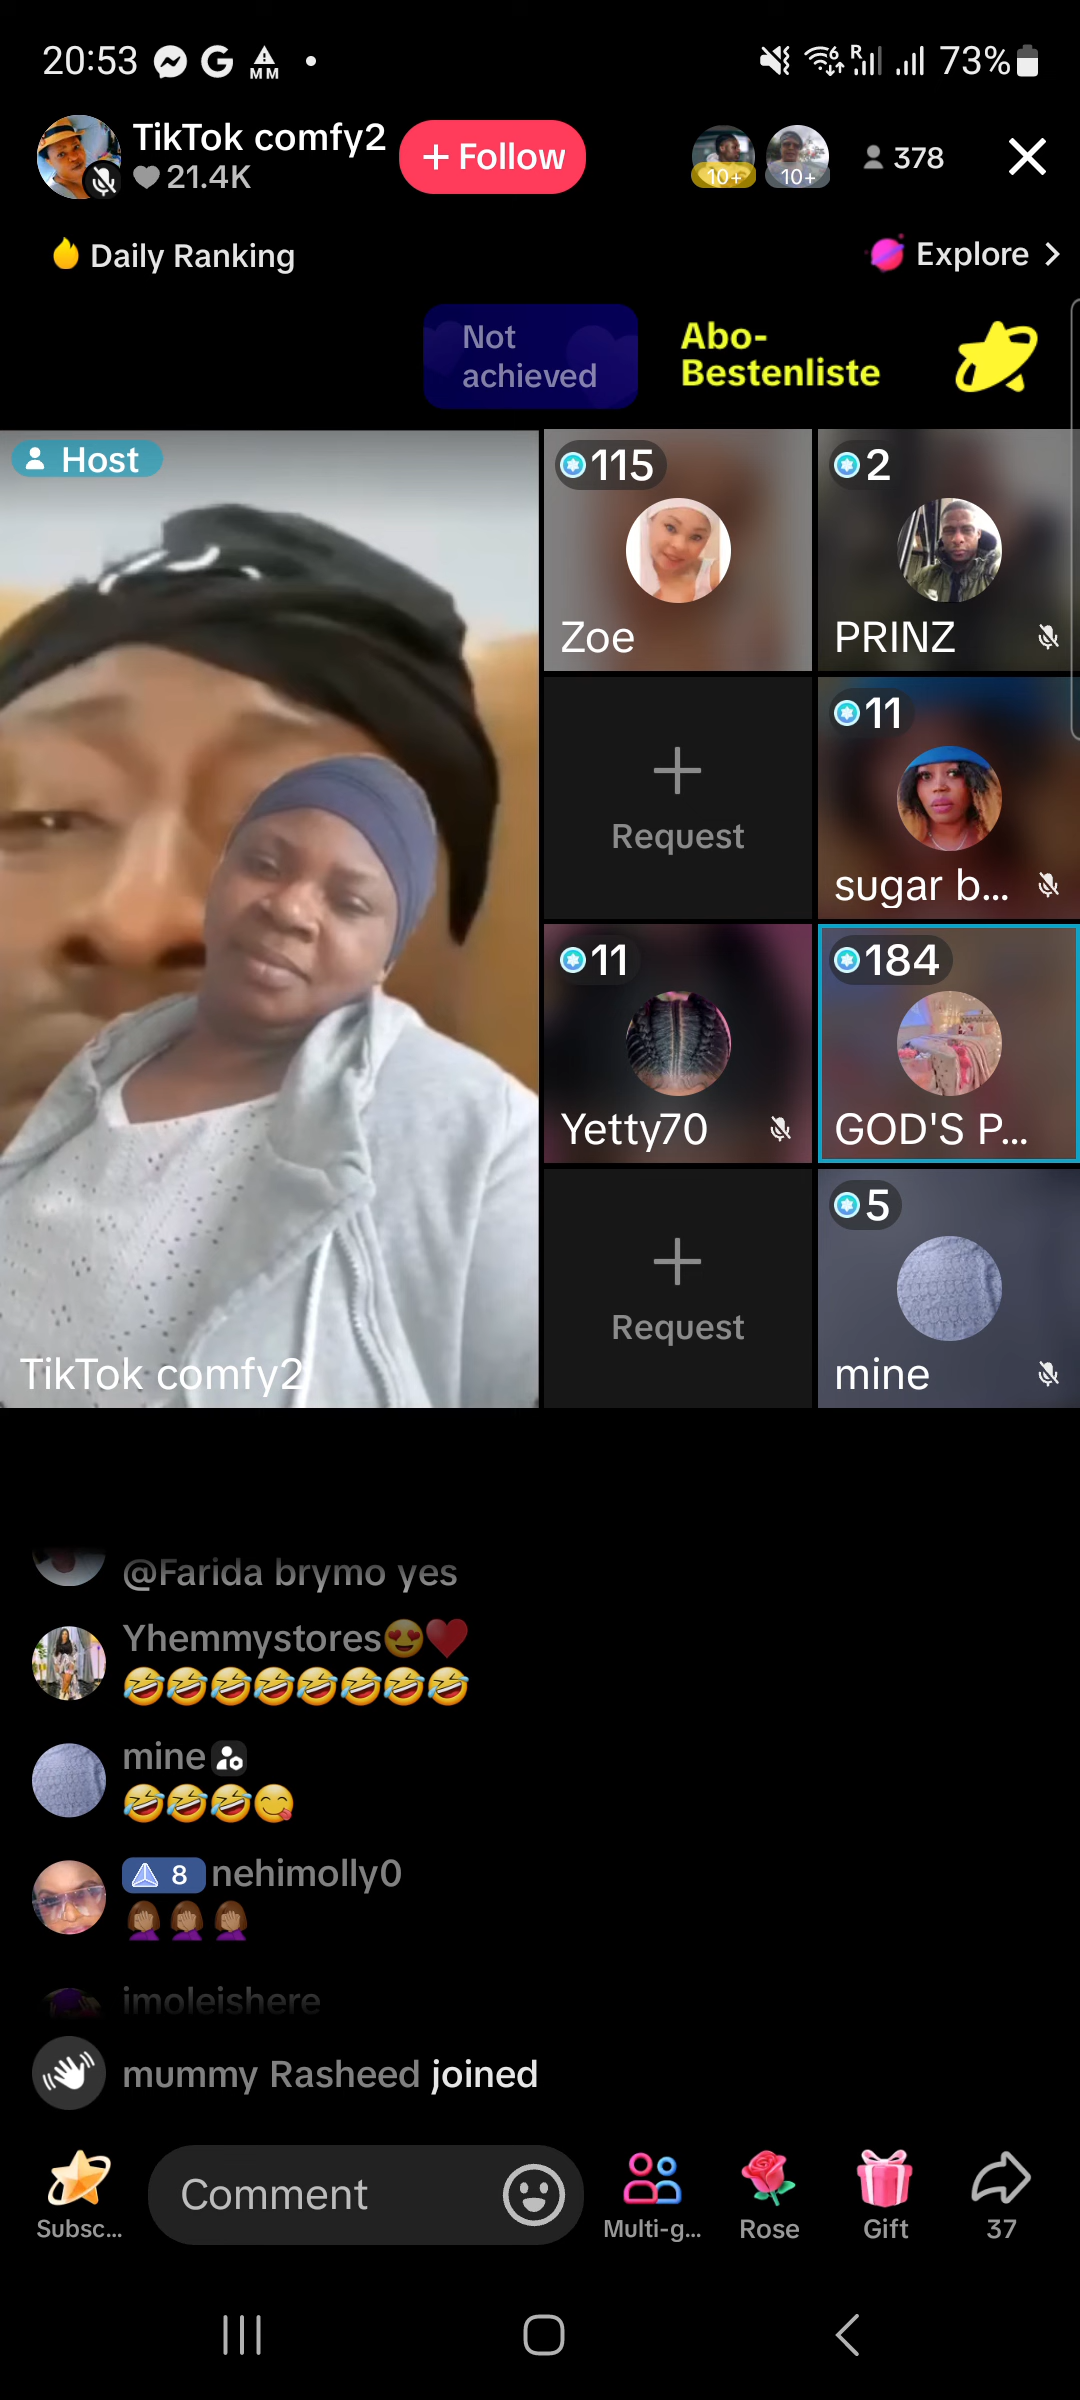 20:53
R
6
73%
TikTok comfy2
21.4K
+ Follow
10+
10+
378
Daily Ranking
Explore >
Not
achieved
Abo-
Bestenliste
Host
115
Zoe
2
PRINZ
Request
11
sugar b...
11
Yetty70
184
GOD'S P...
Request
5
mine
TikTok comfy2
@Farida brymo yes
Yhemmystores😍❤️
🤣🤣🤣🤣🤣🤣🤣🤣
mine
🤣🤣🤣😋
8 nehimolly0
🤦🏽‍♀️🤦🏽‍♀️🤦🏽‍♀️
imoleishere
mummy Rasheed joined
Subsc...
Comment
Multi-g...
Rose
Gift
37